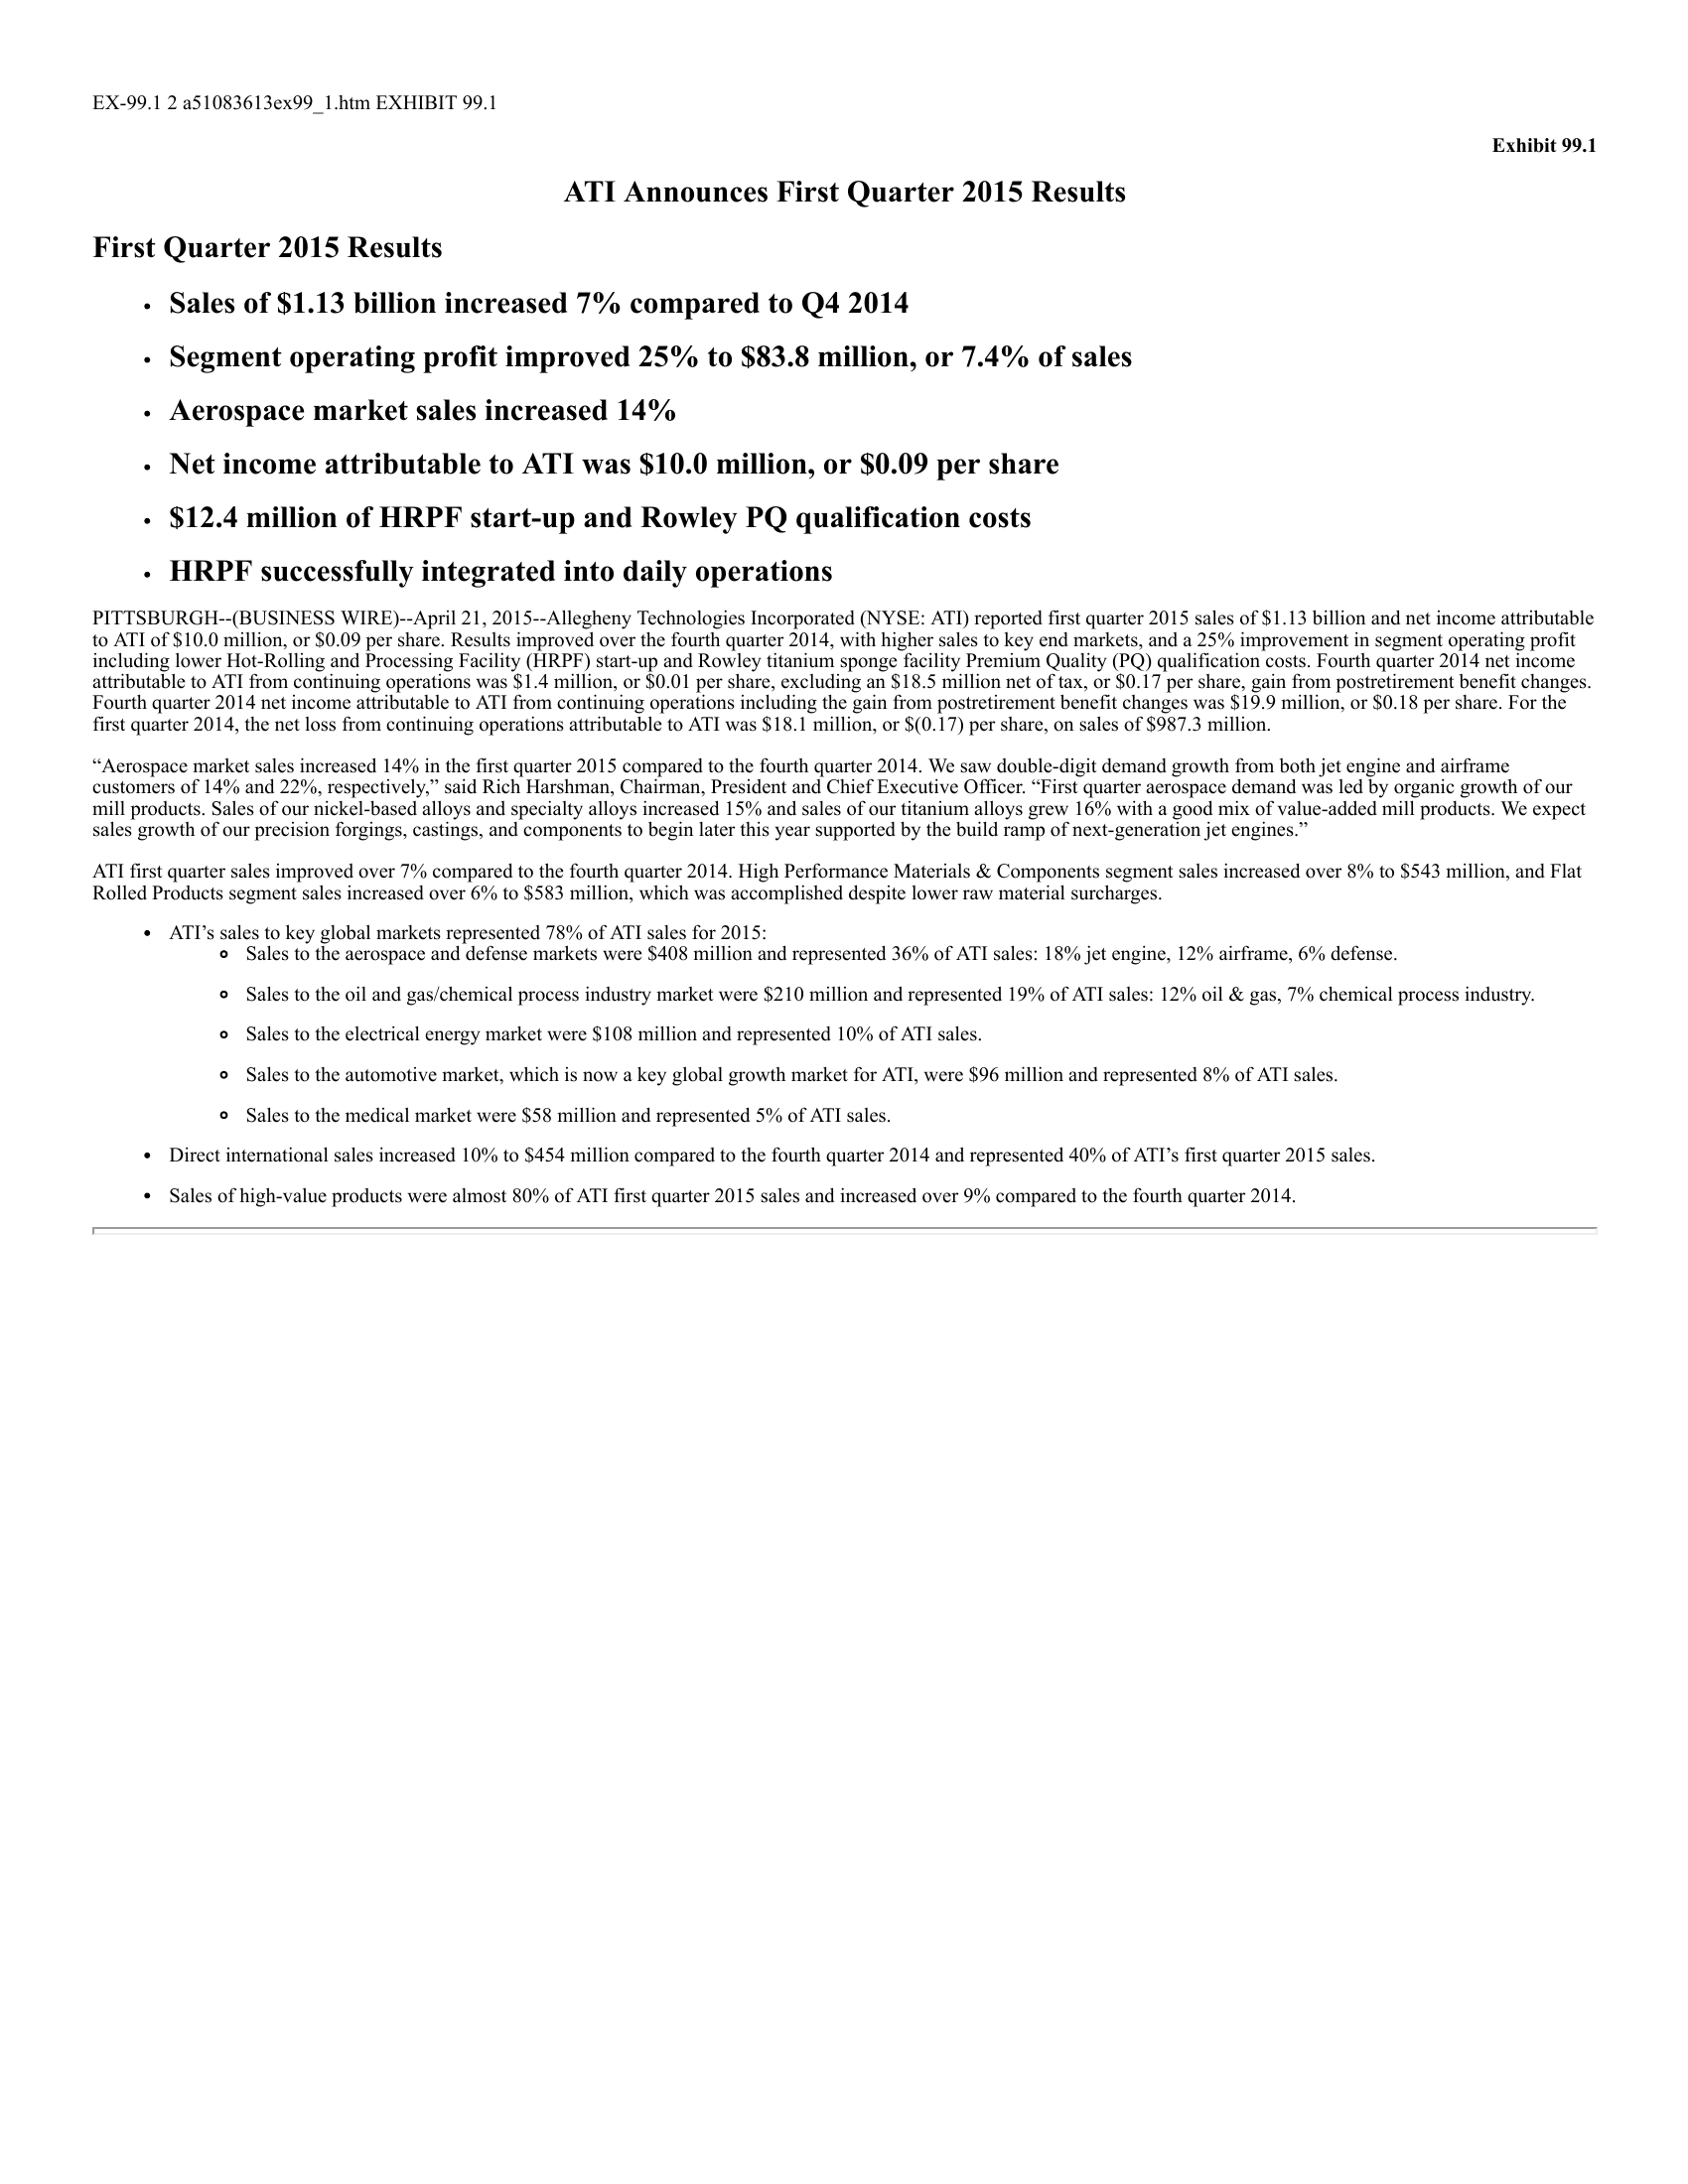 EX-99.1 2 a51083613ex99_1.htm EXHIBIT 99.1
Exhibit 99.1
ATI Announces First Quarter 2015 Results
First Quarter 2015 Results
• Sales of $1.13 billion increased 7% compared to Q4 2014
• Segment operating profit improved 25% to $83.8 million, or 7.4% of sales
• Aerospace market sales increased 14%
• Net income attributable to ATI was $10.0 million, or $0.09 per share
• $12.4 million of HRPF start-up and Rowley PQ qualification costs
• HRPF successfully integrated into daily operations
PITTSBURGH--(BUSINESS WIRE)--April 21, 2015--Allegheny Technologies Incorporated (NYSE: ATI) reported first quarter 2015 sales of $1.13 billion and net income attributable
to ATI of $10.0 million, or $0.09 per share. Results improved over the fourth quarter 2014, with higher sales to key end markets, and a 25% improvement in segment operating profit
including lower Hot-Rolling and Processing Facility (HRPF) start-up and Rowley titanium sponge facility Premium Quality (PQ) qualification costs. Fourth quarter 2014 net income
attributable to ATI from continuing operations was $1.4 million, or $0.01 per share, excluding an $18.5 million net of tax, or $0.17 per share, gain from postretirement benefit changes.
Fourth quarter 2014 net income attributable to ATI from continuing operations including the gain from postretirement benefit changes was $19.9 million, or $0.18 per share. For the
first quarter 2014, the net loss from continuing operations attributable to ATI was $18.1 million, or $(0.17) per share, on sales of $987.3 million.
“Aerospace market sales increased 14% in the first quarter 2015 compared to the fourth quarter 2014. We saw double-digit demand growth from both jet engine and airframe
customers of 14% and 22%, respectively,” said Rich Harshman, Chairman, President and Chief Executive Officer. “First quarter aerospace demand was led by organic growth of our
mill products. Sales of our nickel-based alloys and specialty alloys increased 15% and sales of our titanium alloys grew 16% with a good mix of value-added mill products. We expect
sales growth of our precision forgings, castings, and components to begin later this year supported by the build ramp of next-generation jet engines.”
ATI first quarter sales improved over 7% compared to the fourth quarter 2014. High Performance Materials & Components segment sales increased over 8% to $543 million, and Flat
Rolled Products segment sales increased over 6% to $583 million, which was accomplished despite lower raw material surcharges.
• ATI’s sales to key global markets represented 78% of ATI sales for 2015:
⚬ Sales to the aerospace and defense markets were $408 million and represented 36% of ATI sales: 18% jet engine, 12% airframe, 6% defense.
⚬ Sales to the oil and gas/chemical process industry market were $210 million and represented 19% of ATI sales: 12% oil & gas, 7% chemical process industry.
⚬ Sales to the electrical energy market were $108 million and represented 10% of ATI sales.
⚬ Sales to the automotive market, which is now a key global growth market for ATI, were $96 million and represented 8% of ATI sales.
⚬ Sales to the medical market were $58 million and represented 5% of ATI sales.
• Direct international sales increased 10% to $454 million compared to the fourth quarter 2014 and represented 40% of ATI’s first quarter 2015 sales.
• Sales of high-value products were almost 80% of ATI first quarter 2015 sales and increased over 9% compared to the fourth quarter 2014.